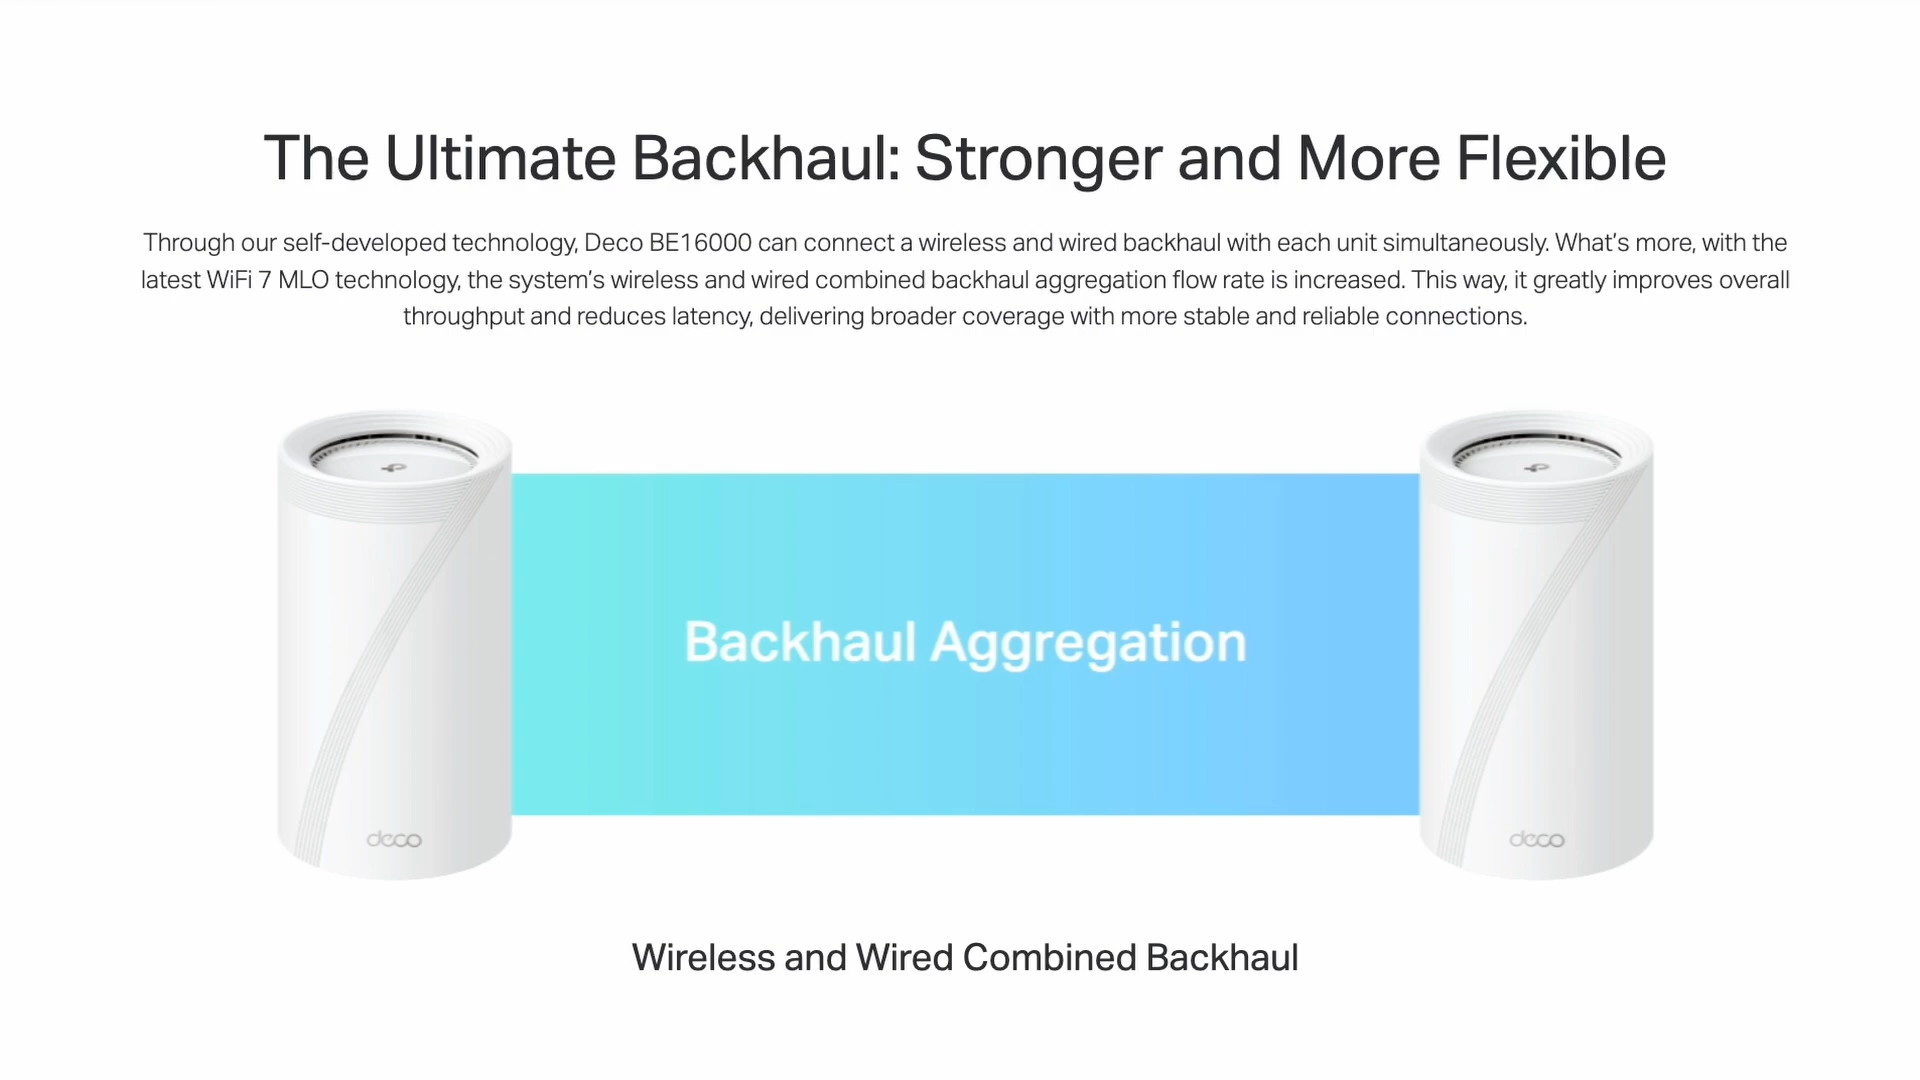 The Ultimate Backhaul: Stronger and More Flexible
Through our self-developed technology, Deco BE16000 can connect a wireless and wired backhaul with each unit simultaneously. What's more, with the
latest WiFi 7 MLO technology, the system's wireless and wired combined backhaul aggregation flow rate is increased. This way, it greatly improves overall
throughput and reduces latency, delivering broader coverage with more stable and reliable connections.
Backhaul Aggregation
deco
deco
Wireless and Wired Combined Backhaul